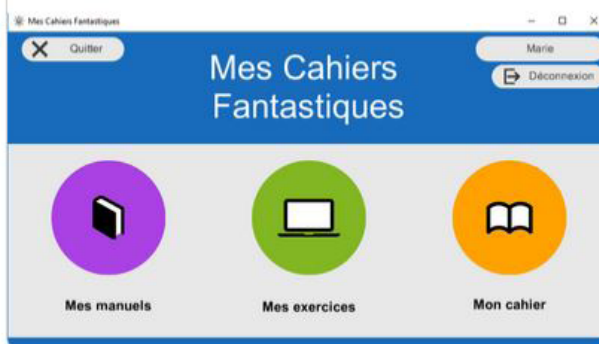 Mes Cahiers Fantastiques
Quitter
Marie
Déconnexion
Mes Cahiers
Fantastiques
Mes manuels
Mes exercices
Mon cahier